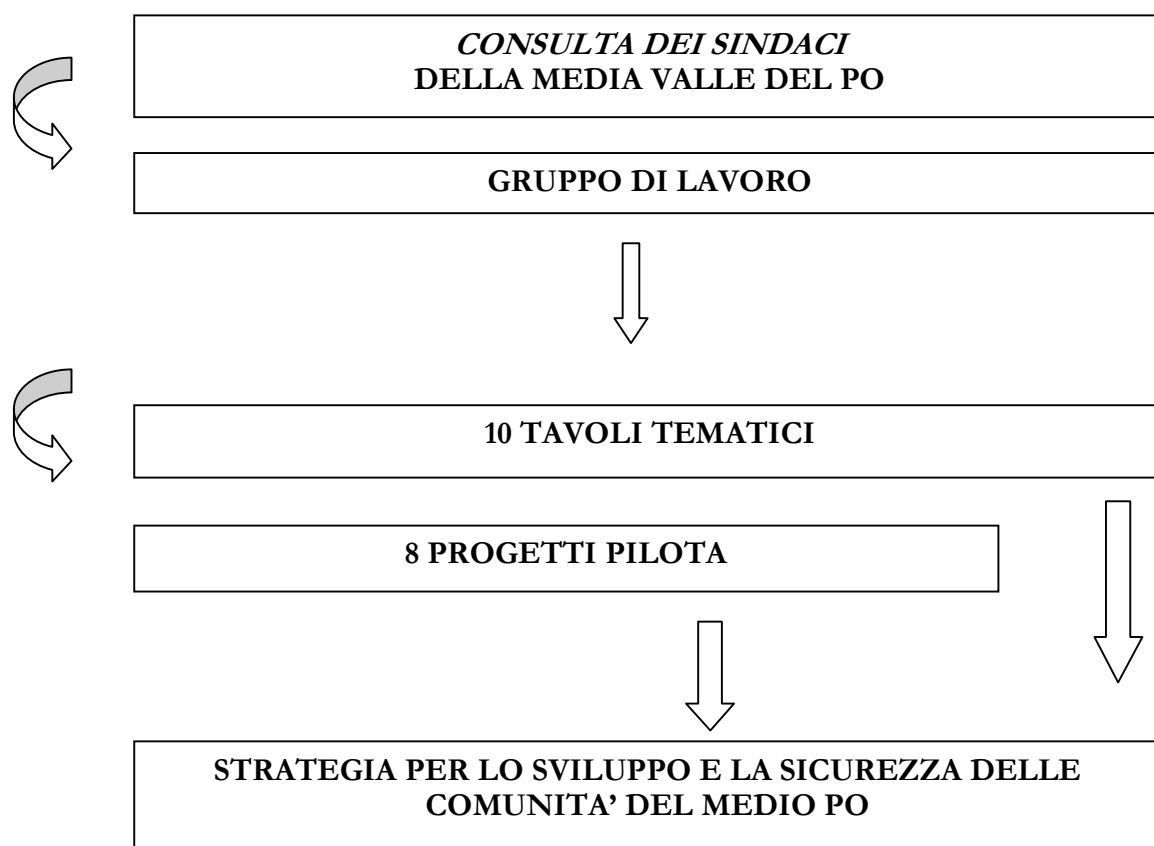 CONSULTA DEI SINDACI
DELLA MEDIA VALLE DEL PO
GRUPPO DI LAVORO
10 TAVOLI TEMATICI
8 PROGETTI PILOTA
STRATEGIA PER LO SVILUPPO E LA SICUREZZA DELLE
COMUNITA’ DEL MEDIO PO